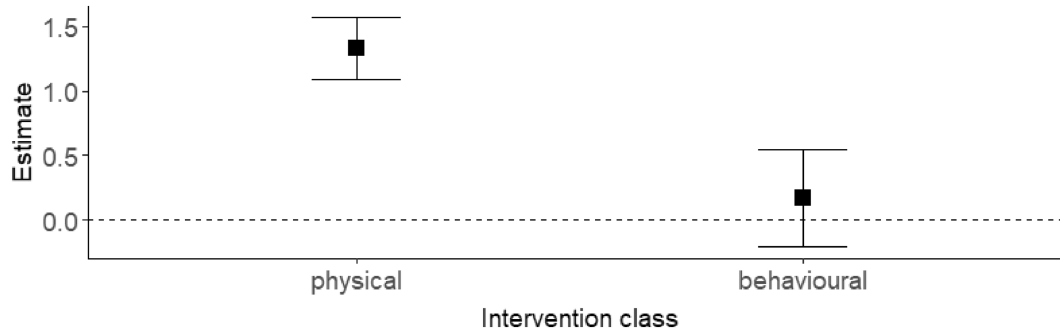 Estimate
1.5
1.0
0.5
0.0
physical behavioural
Intervention class